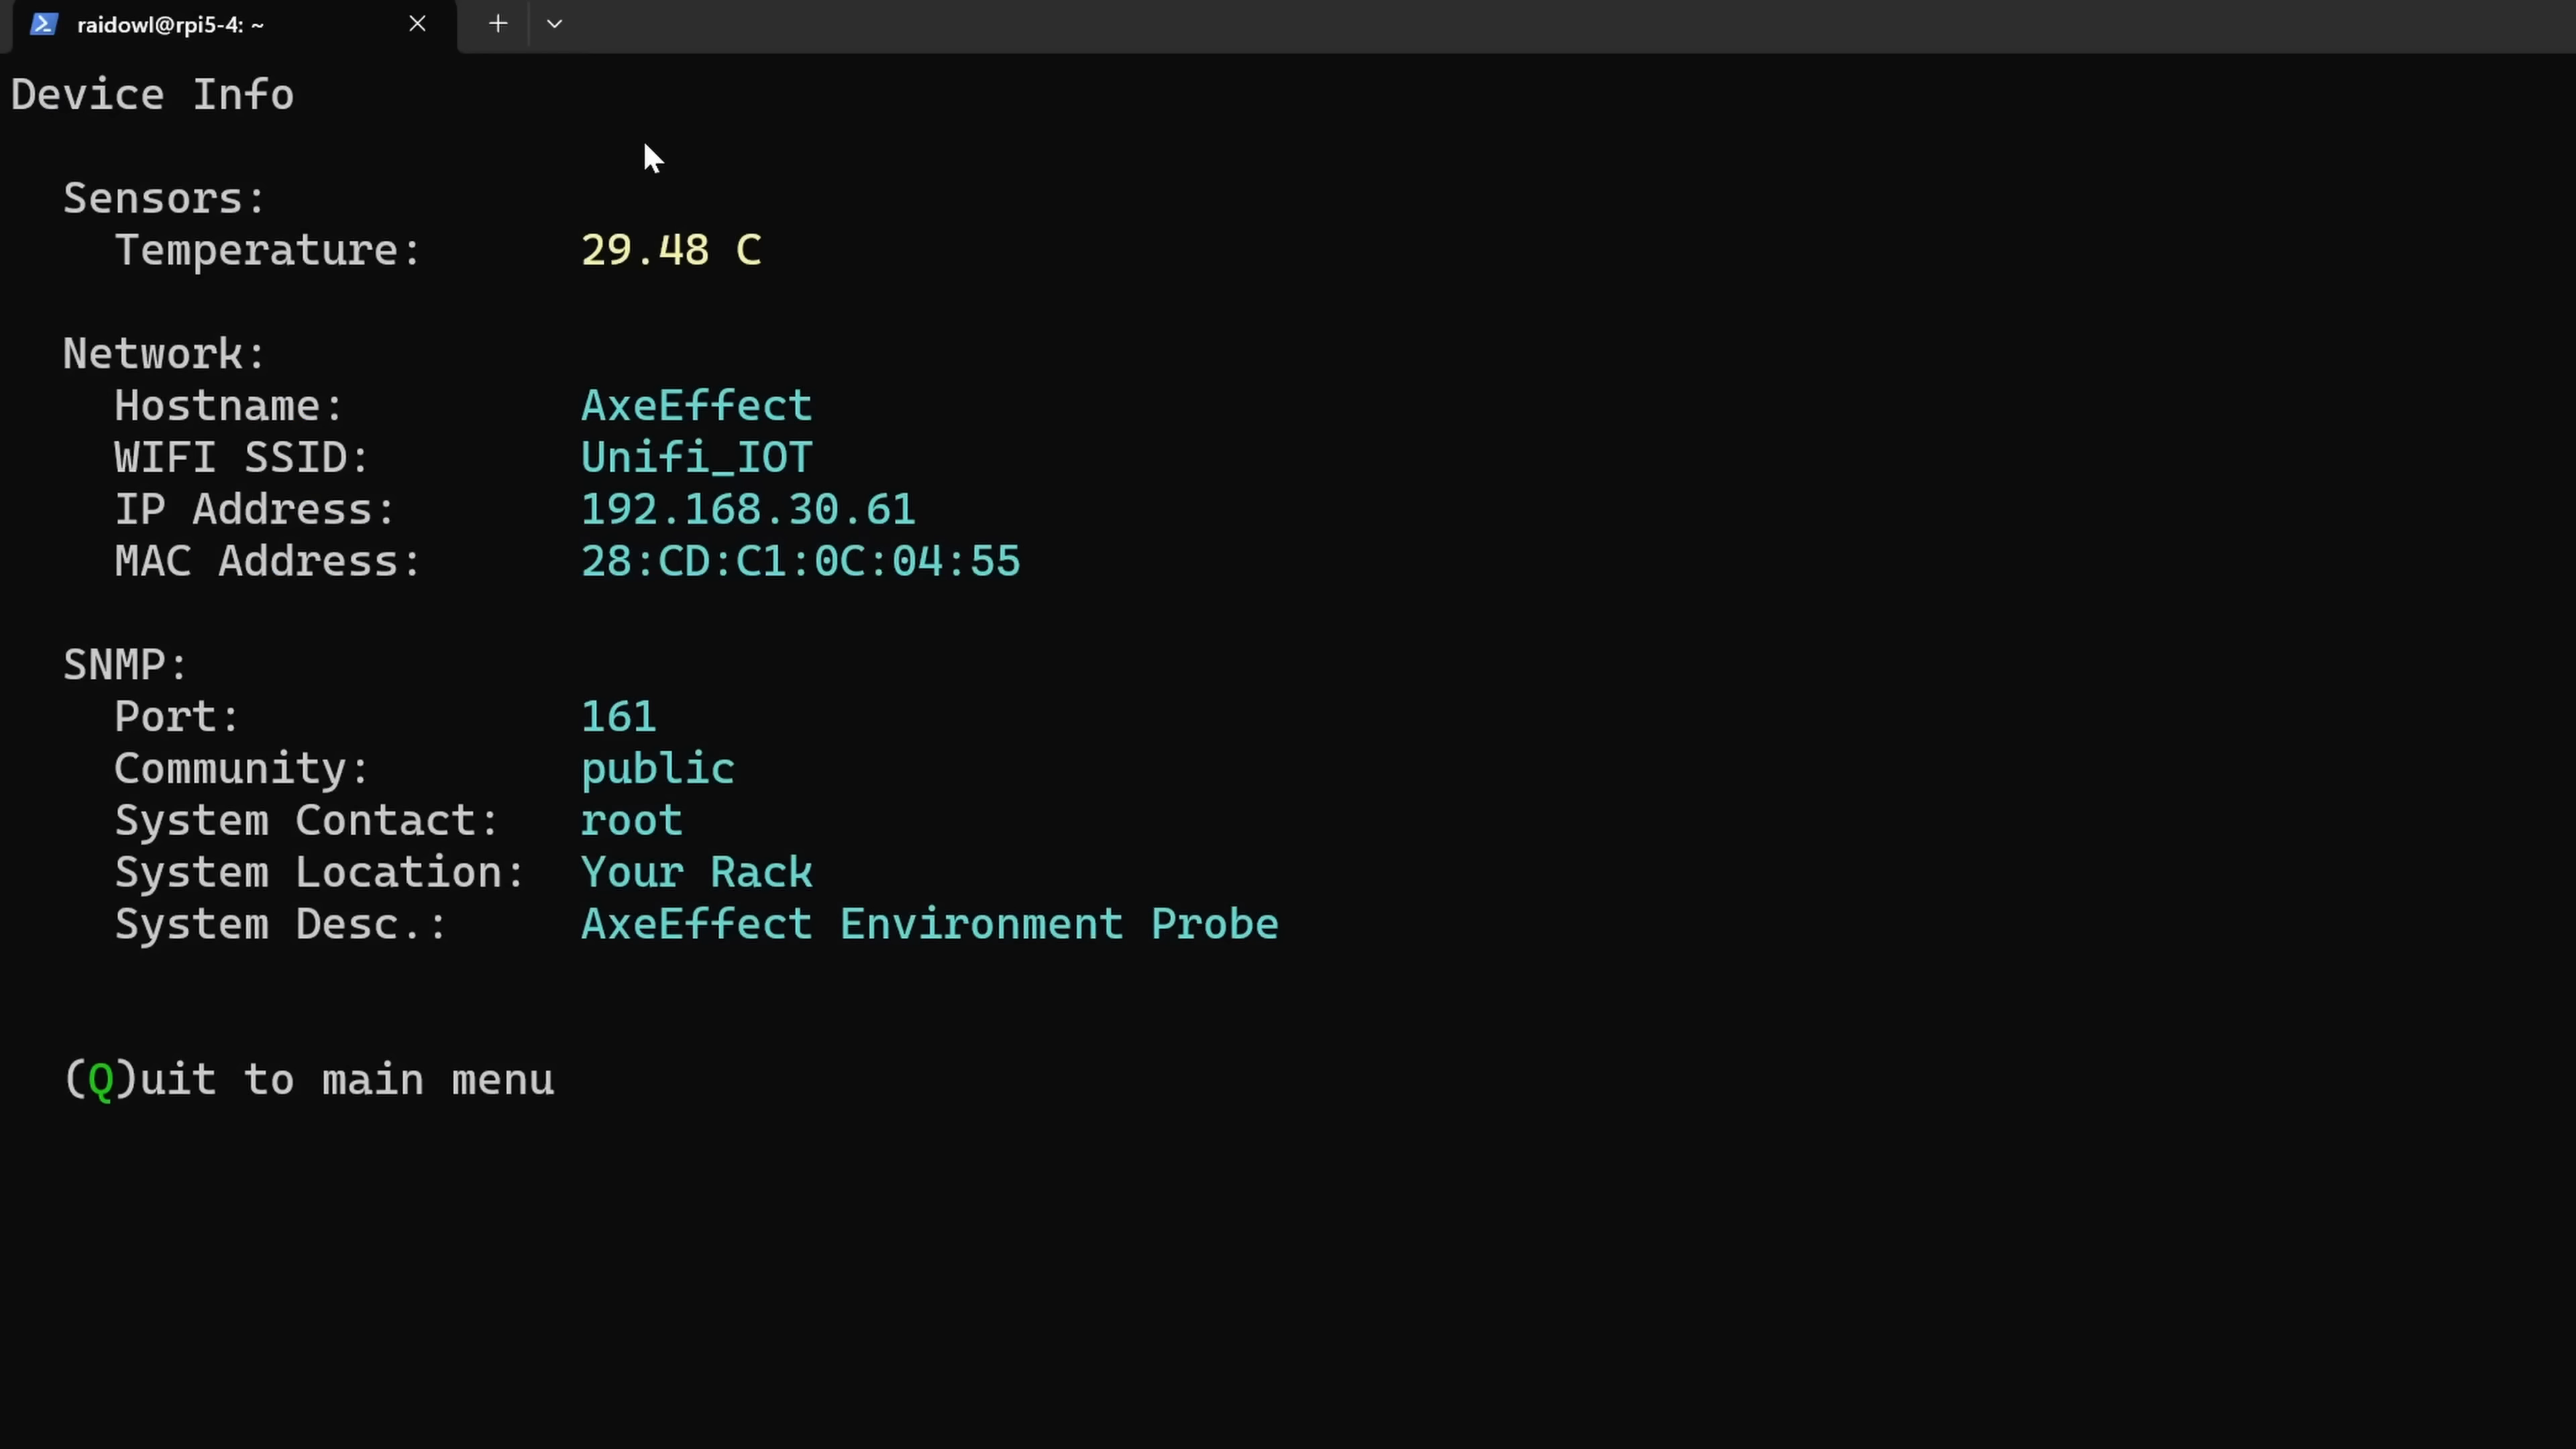 raidowl@rpi5-4: ~
Device Info
Sensors:
Temperature: 29.48 C
Network:
Hostname: AxeEffect
WIFI SSID: Unifi_IOT
IP Address: 192.168.30.61
MAC Address: 28:CD:C1:0C:04:55
SNMP:
Port: 161
Community: public
System Contact: root
System Location: Your Rack
System Desc.: AxeEffect Environment Probe
(Q)uit to main menu